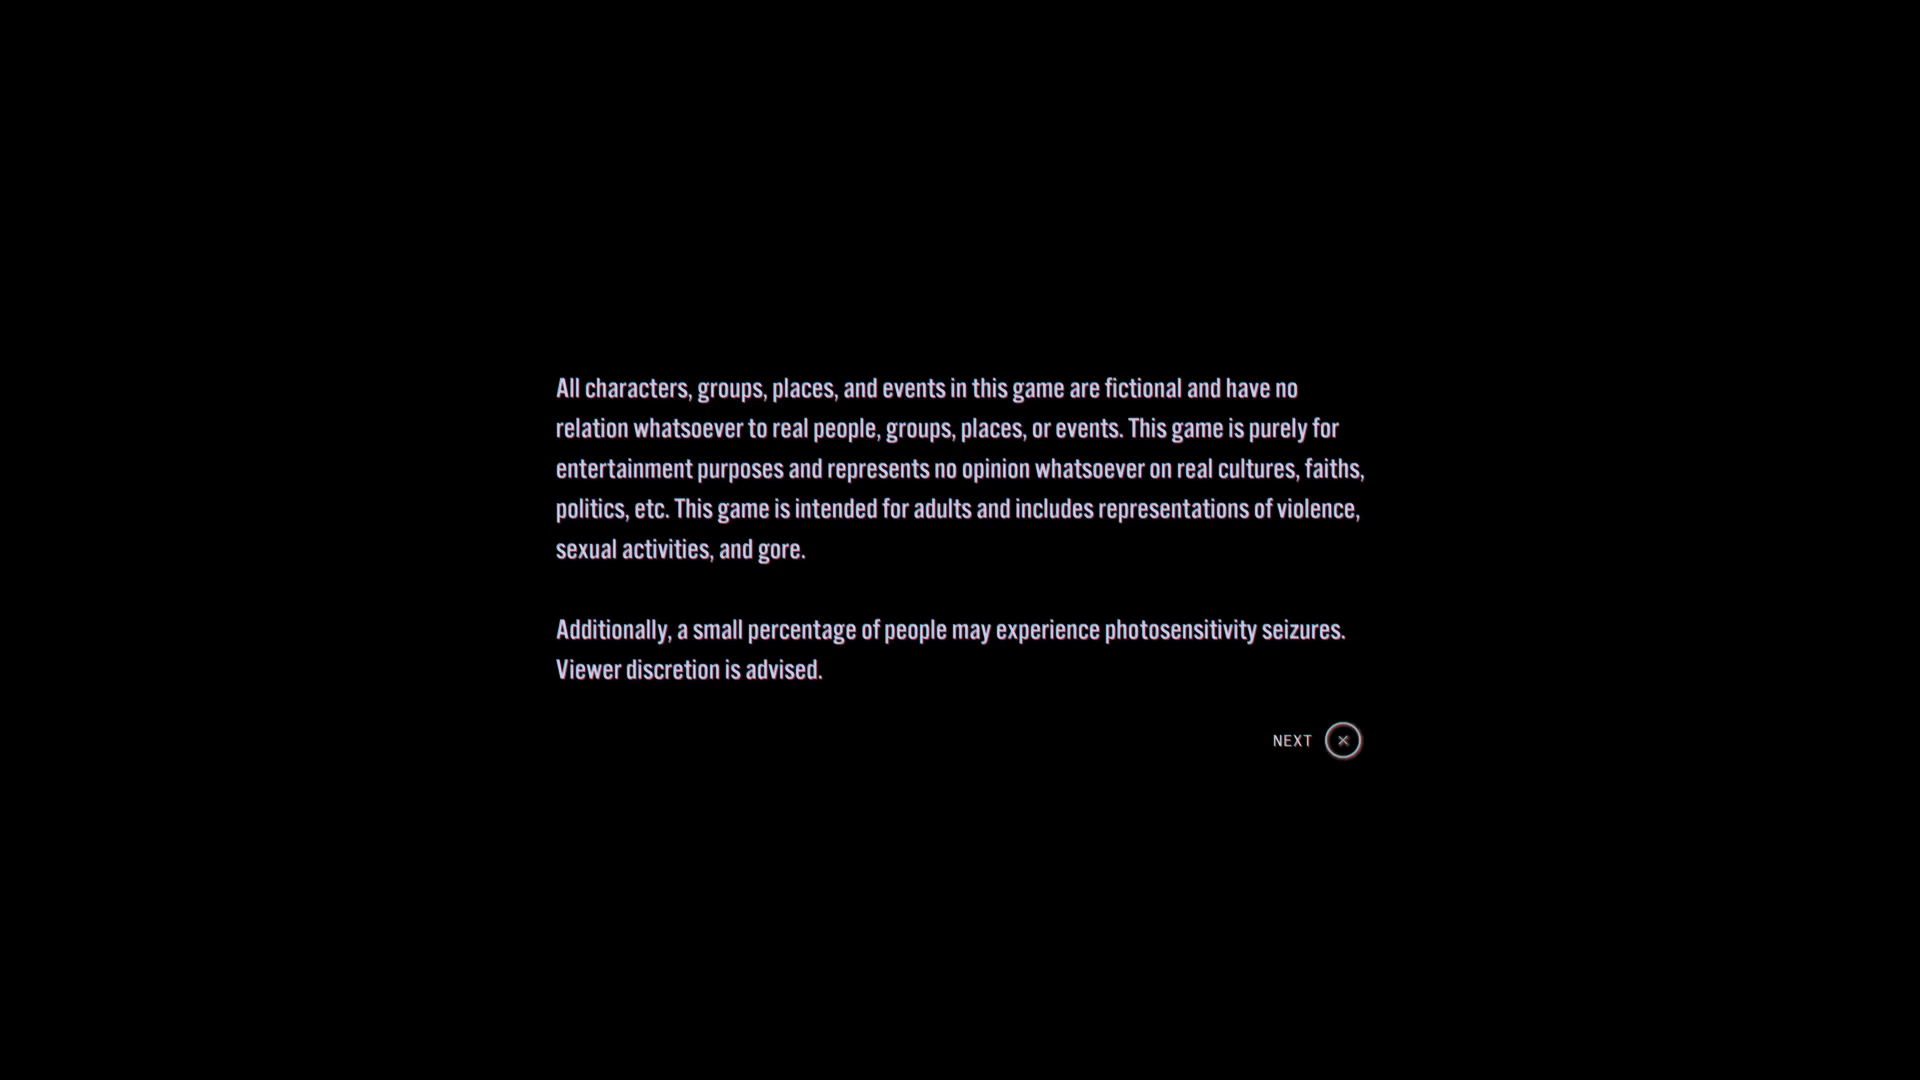 All characters, groups, places, and events in this game are fictional and have no
relation whatsoever to real people, groups, places, or events. This game is purely for
entertainment purposes and represents no opinion whatsoever on real cultures, faiths,
politics, etc. This game is intended for adults and includes representations of violence,
sexual activities, and gore.
Additionally, a small percentage of people may experience photosensitivity seizures.
Viewer discretion is advised.
NEXT